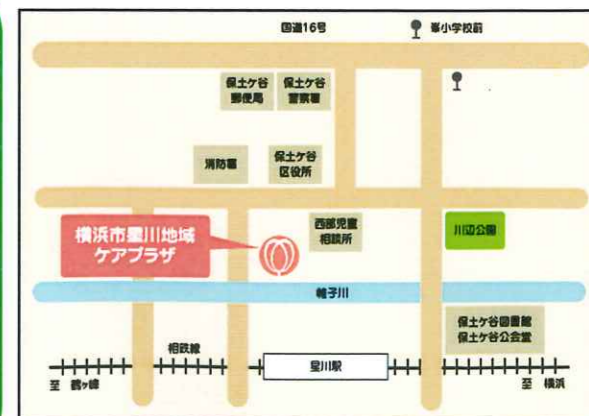 国道16号
峯小学校前
保土ケ谷
郵便局
保土ケ谷
警察署
消防署
保土ケ谷
区役所
横浜市星川地域
ケアプラザ
西部児童
相談所
川辺公園
帷子川
保土ケ谷図書館
保土ケ谷公会堂
相鉄線
星川駅
至 鶴ヶ峰
至 横浜